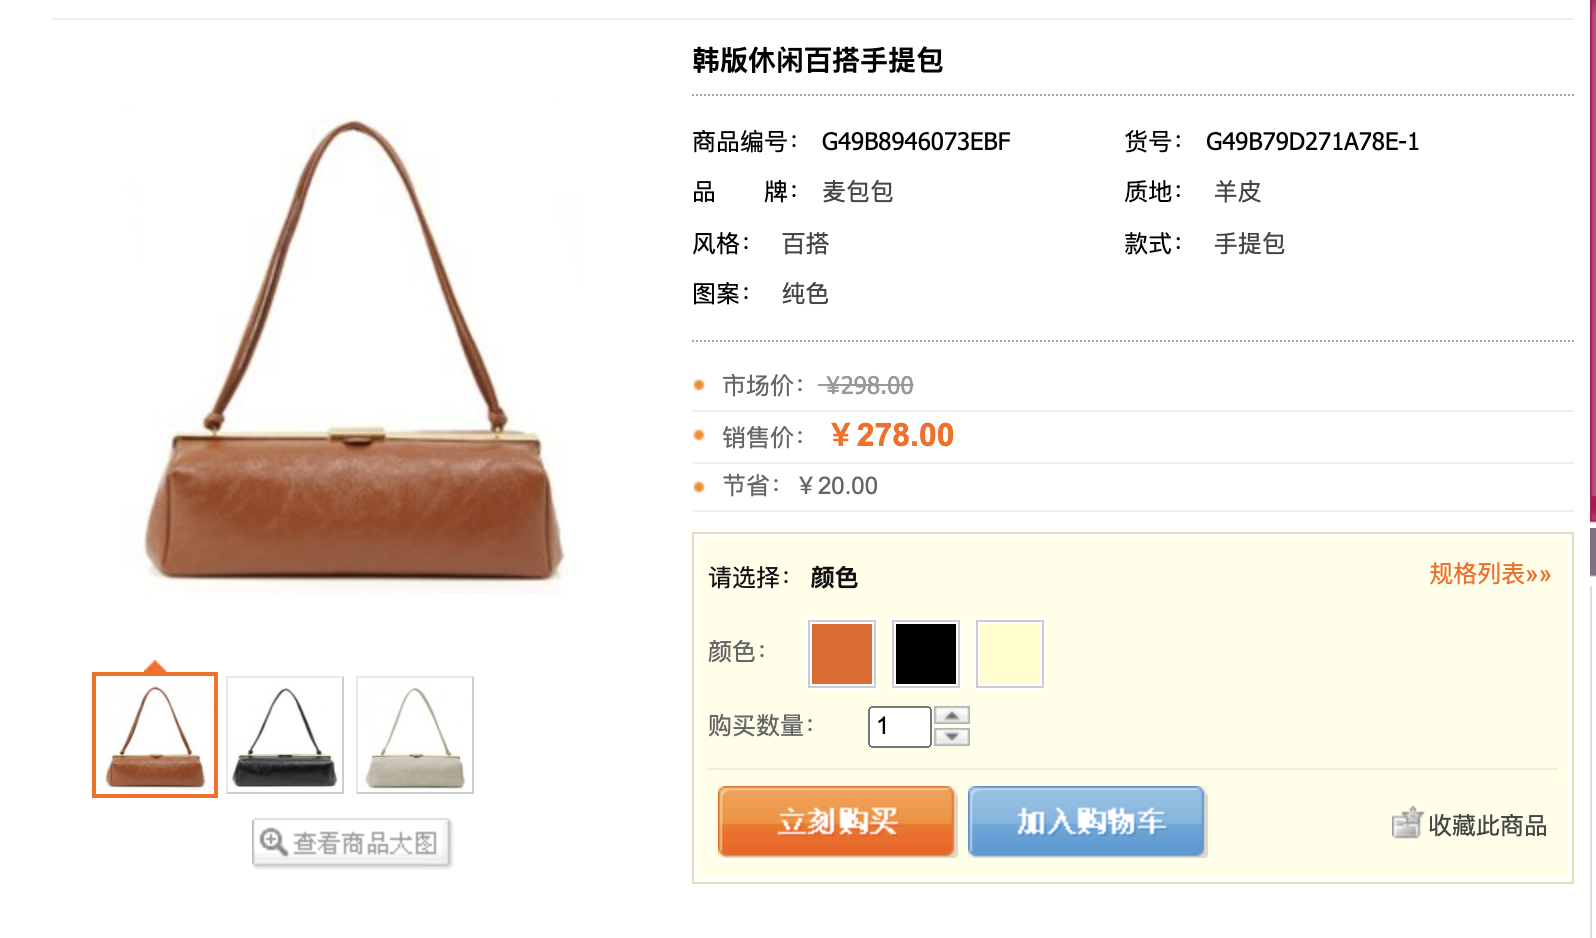 韩版休闲百搭手提包
商品编号： G49B8946073EBF 货号： G49B79D271A78E-1
品 牌： 麦包包 质地： 羊皮
风格： 百搭 款式： 手提包
图案： 纯色
市场价： ¥298.00
销售价： ¥278.00
节省： ¥20.00
请选择： 颜色 规格列表»»
颜色：
购买数量： 1
立刻购买 加入购物车 收藏此商品
查看商品大图